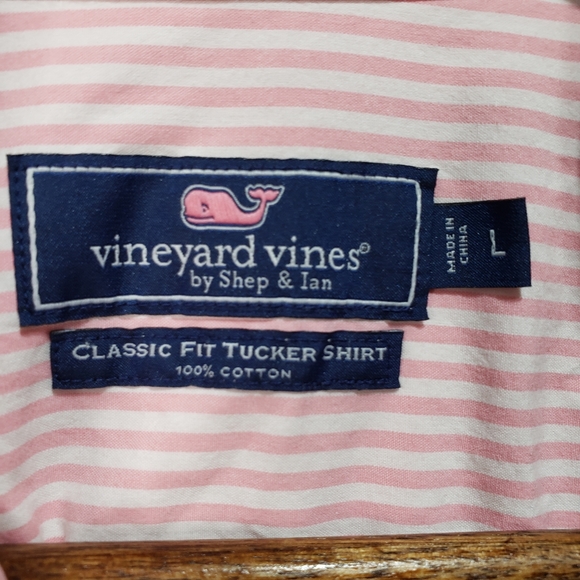 vineyard vines®
by Shep & Ian
MADE IN
CHINA
L
CLASSIC FIT TUCKER SHIRT
100% COTTON